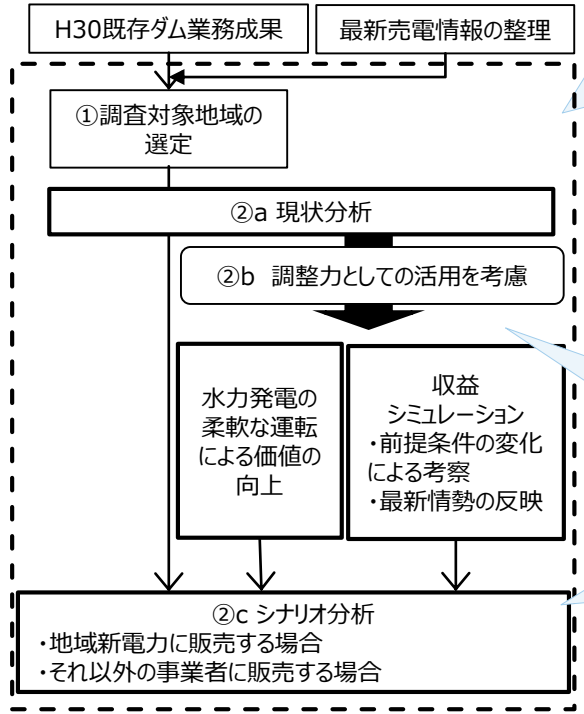 H30既存ダム業務成果
最新売電情報の整理
①調査対象地域の
選定
②a 現状分析
②b 調整力としての活用を考慮
水力発電の
柔軟な運転
による価値の
向上
収益
シミュレーション
・前提条件の変化
による考察
・最新情勢の反映
②c シナリオ分析
・地域新電力に販売する場合
・それ以外の事業者に販売する場合